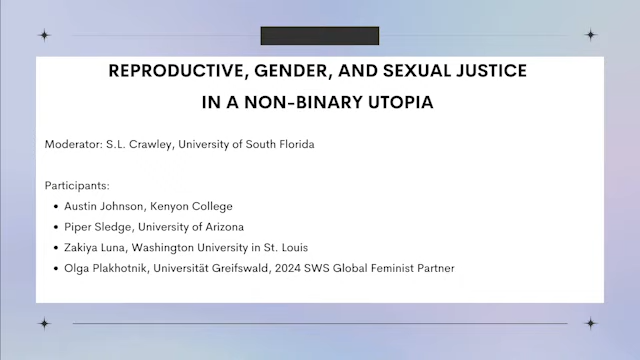 REPRODUCTIVE, GENDER, AND SEXUAL JUSTICE
IN A NON-BINARY UTOPIA
Moderator: S.L. Crawley, University of South Florida
Participants:
• Austin Johnson, Kenyon College
• Piper Sledge, University of Arizona
• Zakiya Luna, Washington University in St. Louis
• Olga Plakhotnik, Universität Greifswald, 2024 SWS Global Feminist Partner